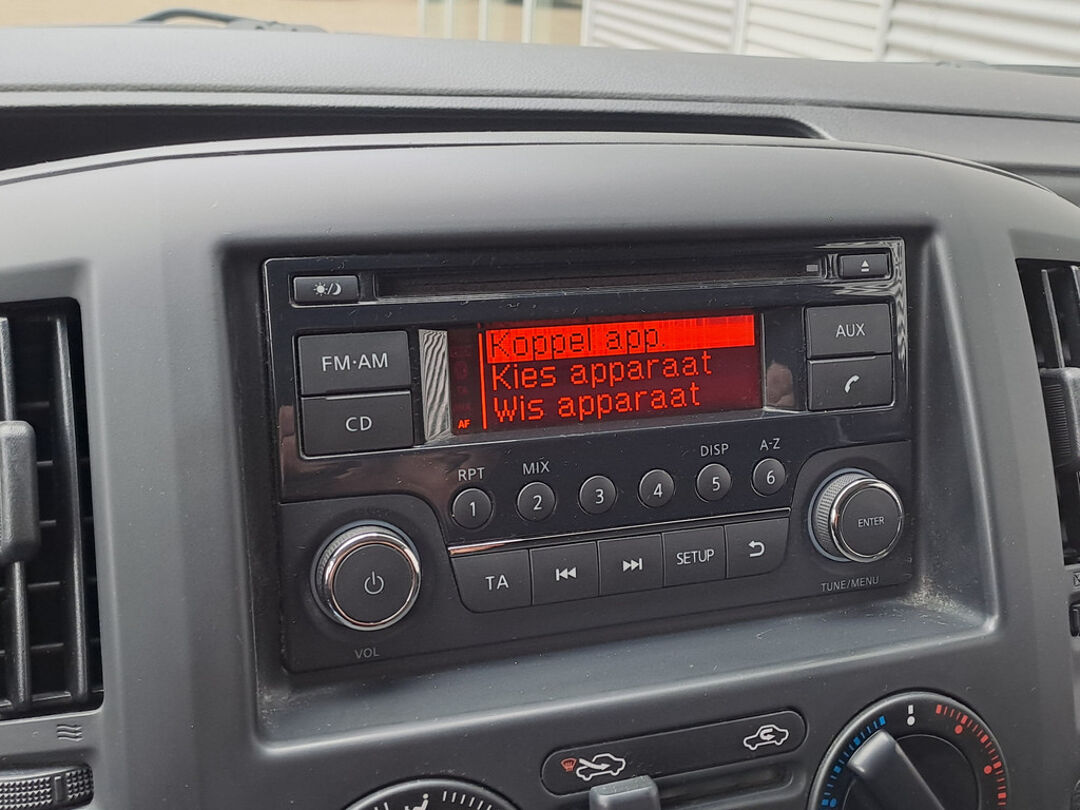 Koppel app.
Kies apparaat
Wis apparaat
AF
FM·AM
CD
AUX
RPT
MIX
DISP
A-Z
1
2
3
4
5
6
TA
SETUP
ENTER
TUNE/MENU
VOL